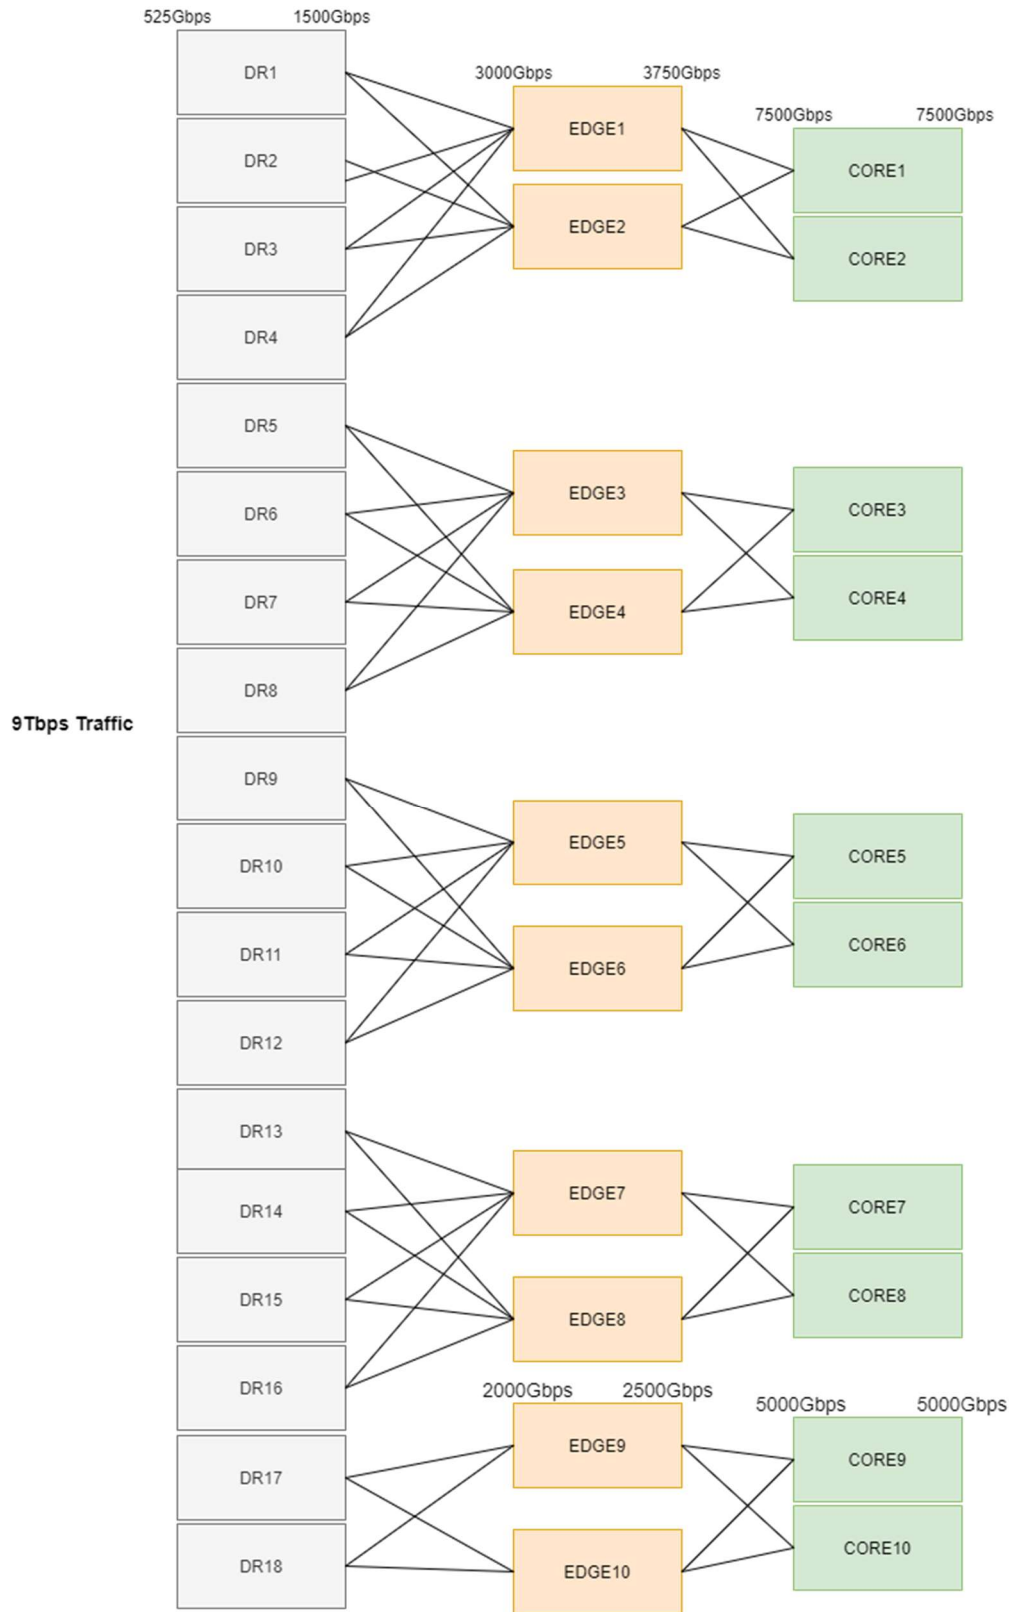 525Gbps 1500Gbps
DR1
3000Gbps 3750Gbps
EDGE1
7500Gbps 7500Gbps
CORE1
DR2
EDGE2
DR3
CORE2
DR4
DR5
EDGE3
CORE3
DR6
DR7
EDGE4
CORE4
DR8
9Tbps Traffic
DR9
EDGE5
CORE5
DR10
DR11
EDGE6
CORE6
DR12
DR13
EDGE7
CORE7
DR14
DR15
EDGE8
CORE8
DR16
2000Gbps 2500Gbps
5000Gbps 5000Gbps
EDGE9
CORE9
DR17
DR18
EDGE10
CORE10